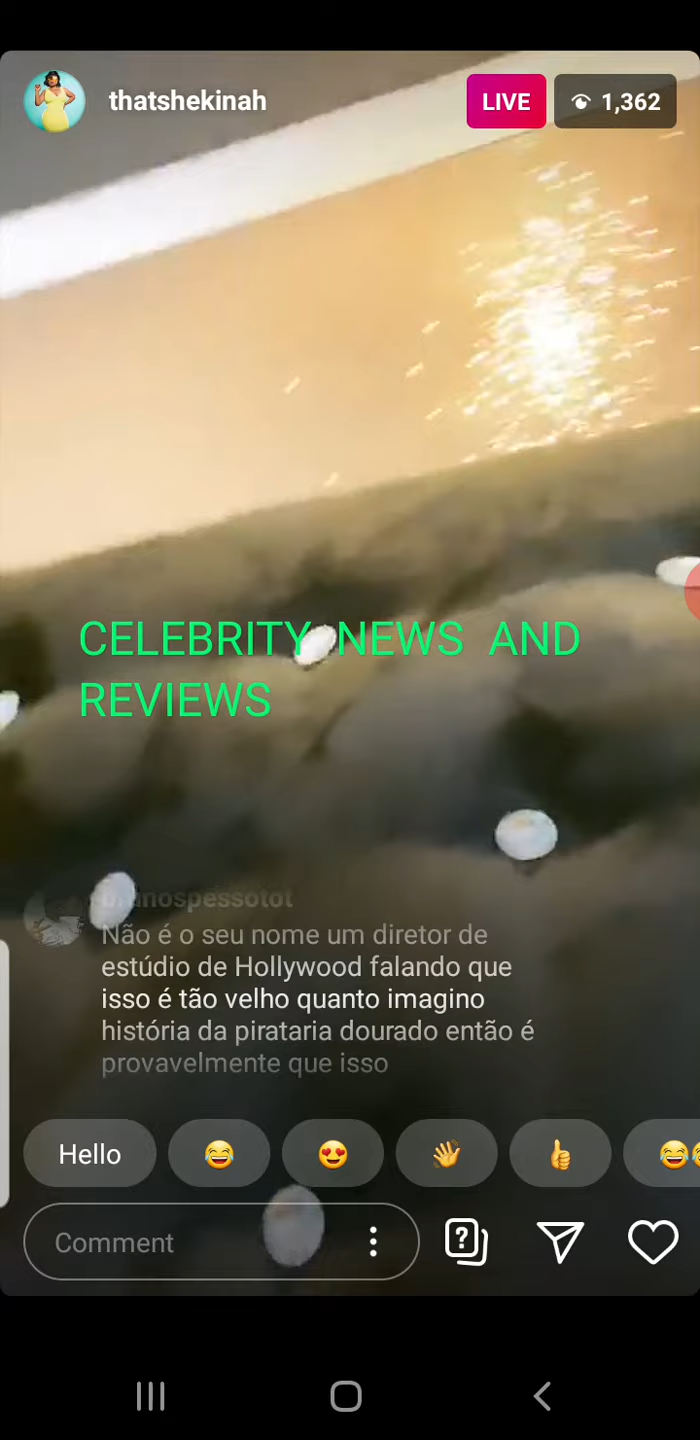 thatshekinah
LIVE
1,362
CELEBRITY NEWS AND
REVIEWS
Não é o seu nome um diretor de
estúdio de Hollywood falando que
isso é tão velho quanto imagino
história da pirataria dourado então é
provavelmente que isso
Hello
Comment